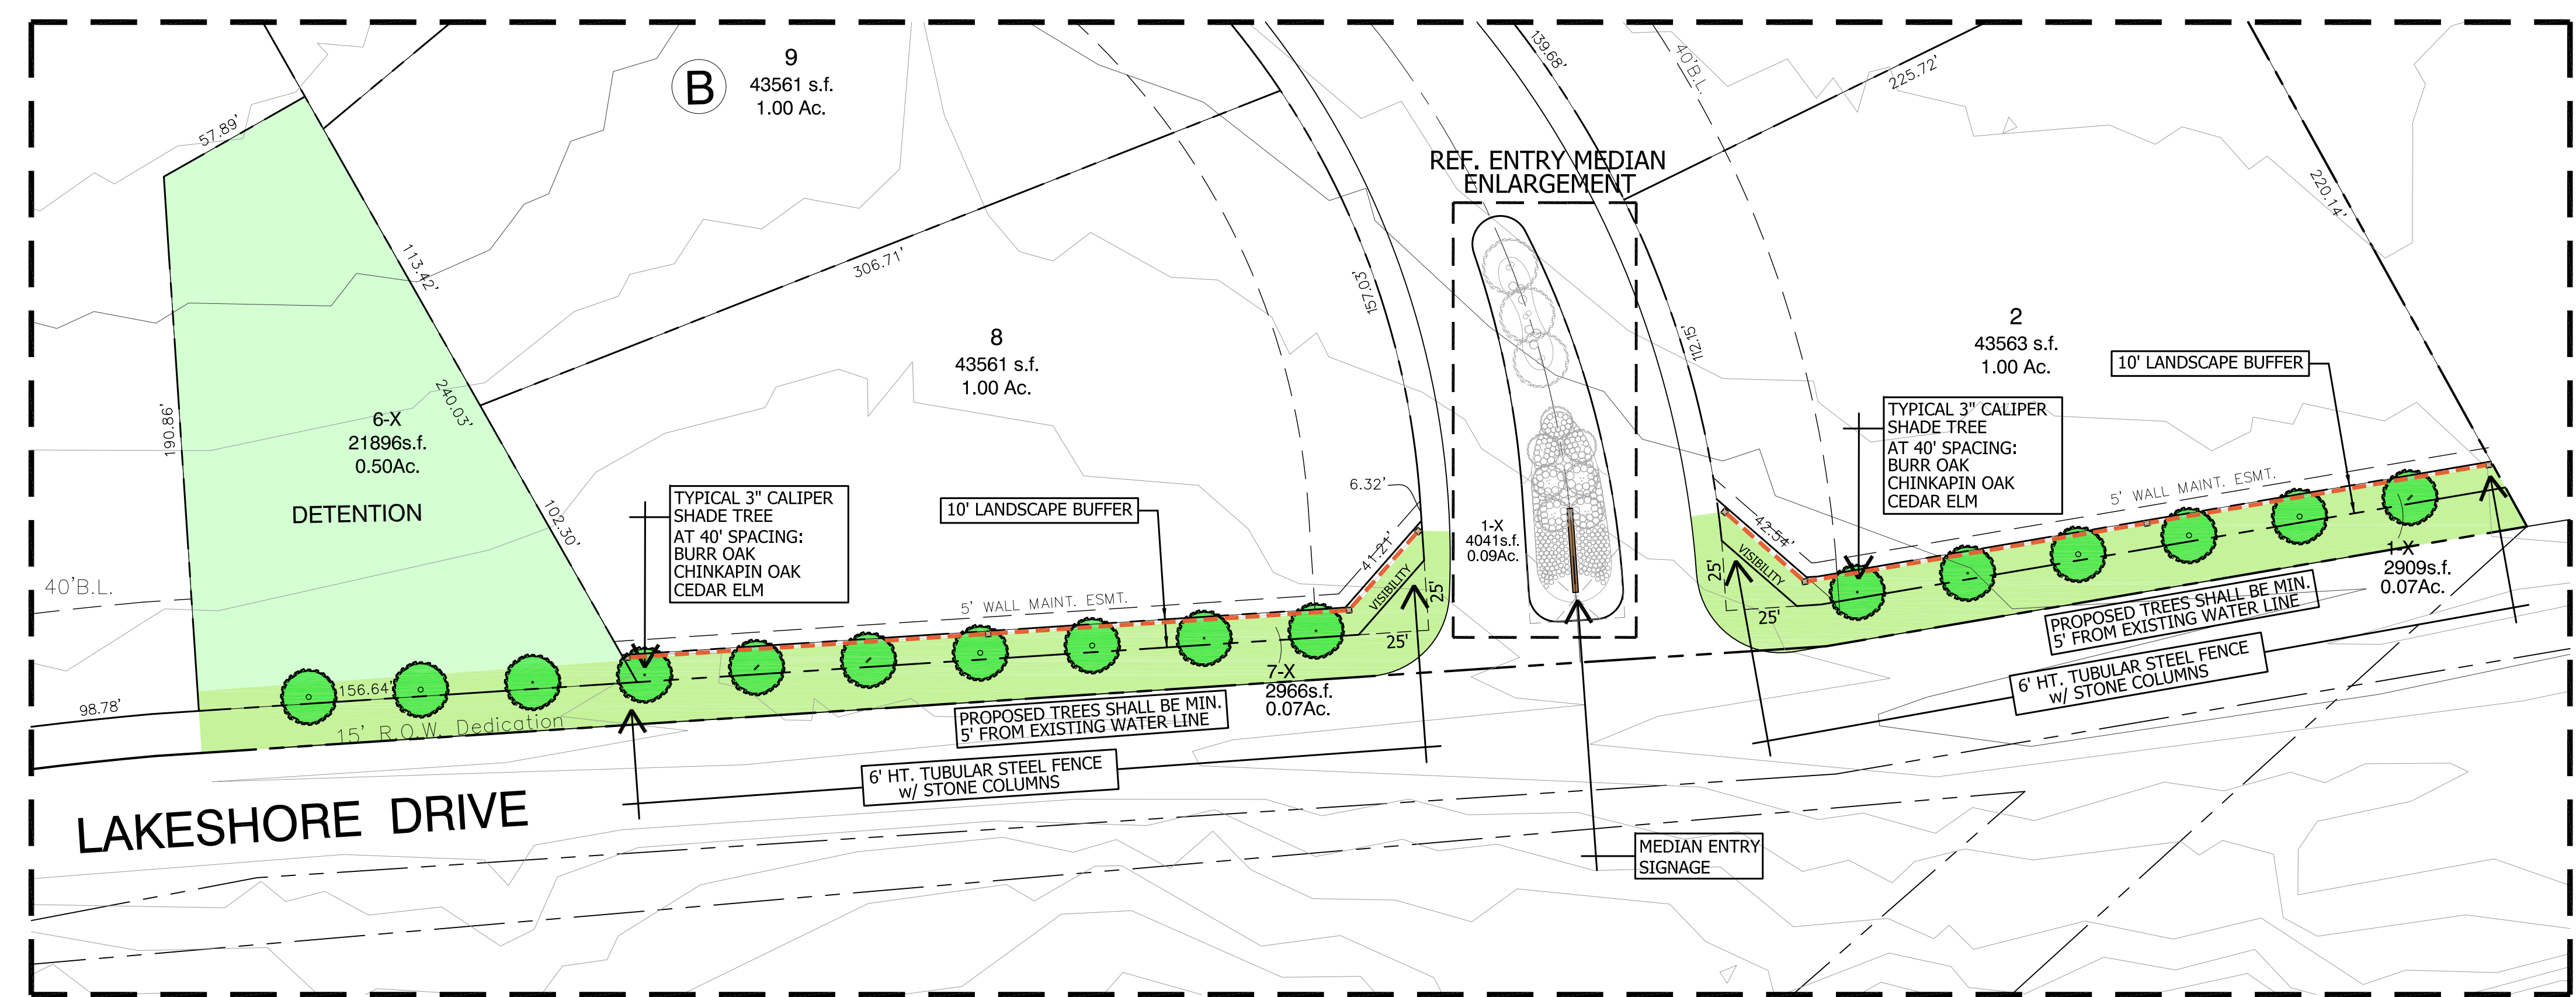 9
43561 s.f.
1.00 Ac.
B
57.89'
139.68'
40'B.L.
225.72'
REF. ENTRY MEDIAN
ENLARGEMENT
220.14'
113.42'
306.71'
157.03'
112.15'
8
43561 s.f.
1.00 Ac.
2
43563 s.f.
1.00 Ac.
10' LANDSCAPE BUFFER
190.86'
240.03'
6-X
21896s.f.
0.50Ac.
DETENTION
102.30'
TYPICAL 3" CALIPER
SHADE TREE
AT 40' SPACING:
BURR OAK
CHINKAPIN OAK
CEDAR ELM
10' LANDSCAPE BUFFER
6.32'
41.21'
1-X
4041s.f.
0.09Ac.
TYPICAL 3" CALIPER
SHADE TREE
AT 40' SPACING:
BURR OAK
CHINKAPIN OAK
CEDAR ELM
5' WALL MAINT. ESMT.
42.54'
VISIBILITY
25'
25'
40'B.L.
5' WALL MAINT. ESMT.
VISIBILITY
25'
25'
1-X
2909s.f.
0.07Ac.
PROPOSED TREES SHALL BE MIN.
5' FROM EXISTING WATER LINE
98.78'
156.64'
15' R.O.W. Dedication
7-X
2966s.f.
0.07Ac.
PROPOSED TREES SHALL BE MIN.
5' FROM EXISTING WATER LINE
6' HT. TUBULAR STEEL FENCE
w/ STONE COLUMNS
6' HT. TUBULAR STEEL FENCE
w/ STONE COLUMNS
LAKESHORE DRIVE
MEDIAN ENTRY
SIGNAGE